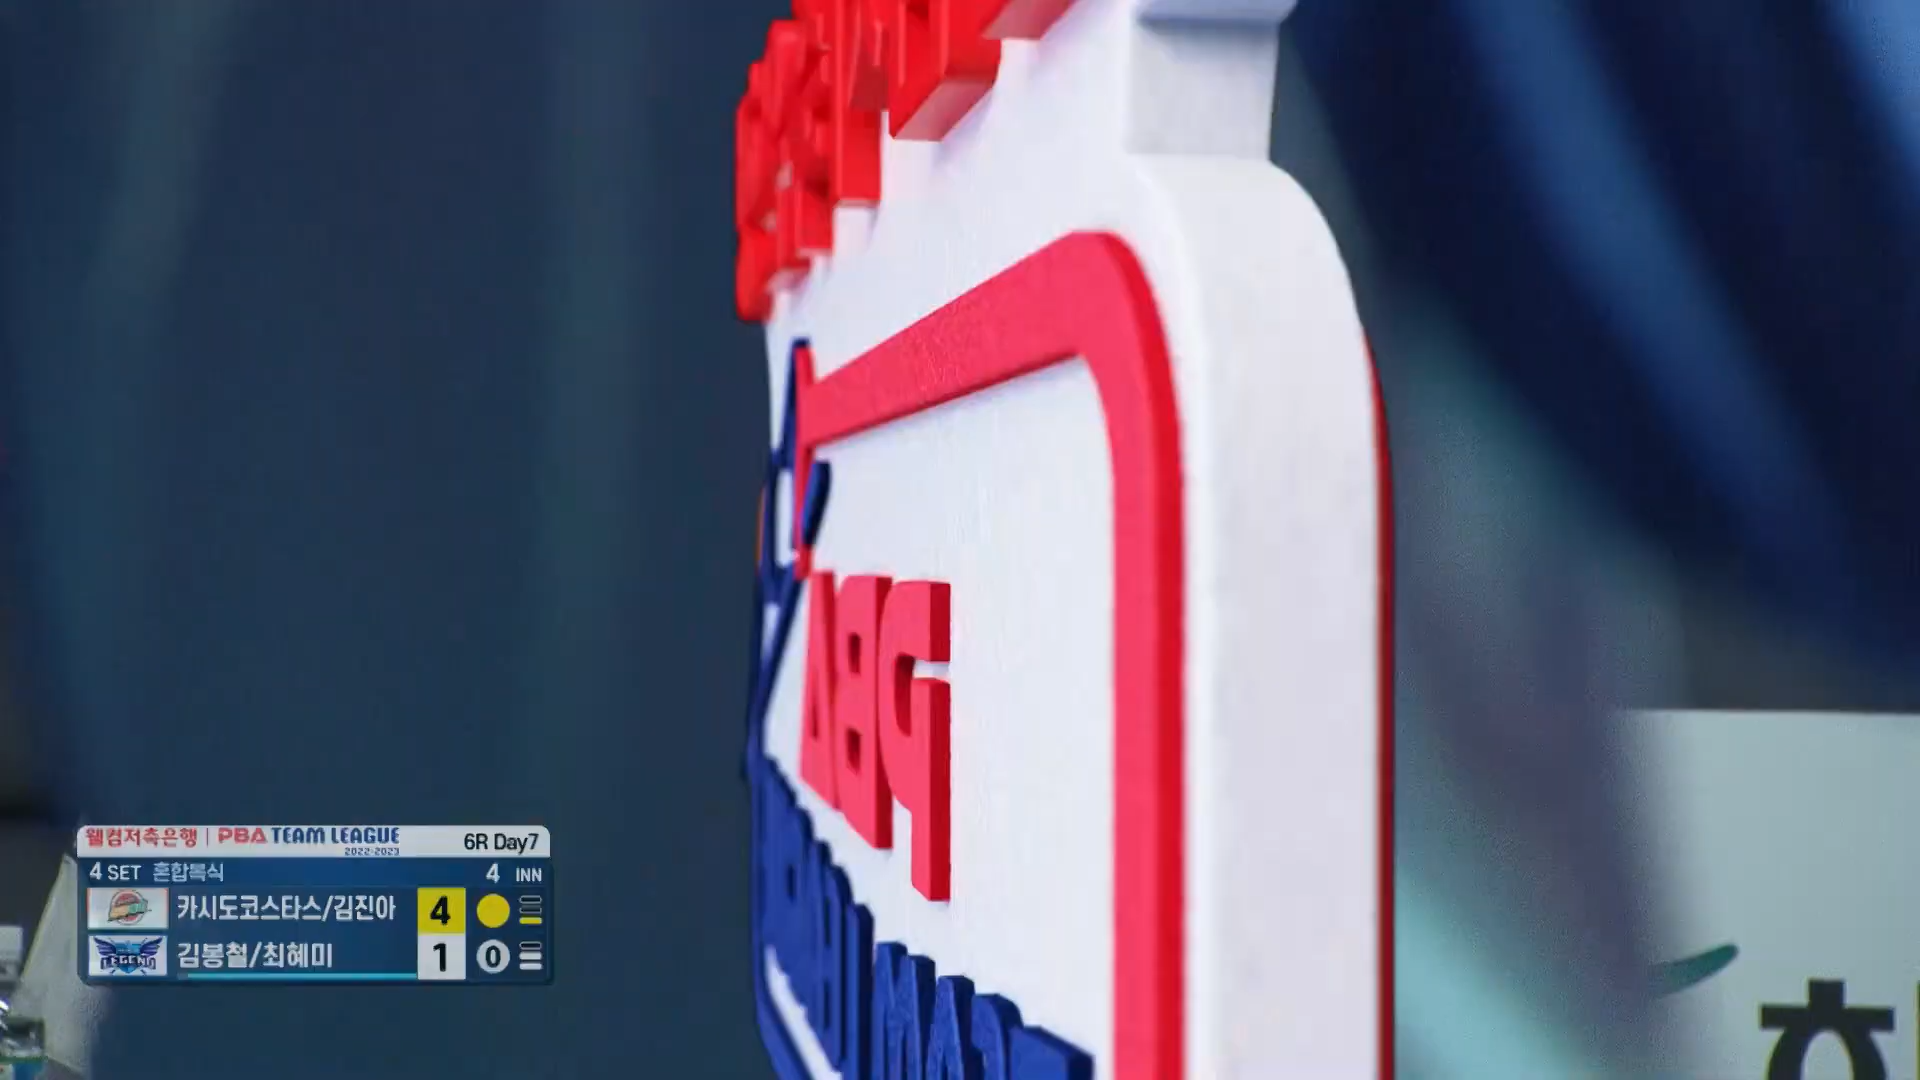 웰컴저축은행 | PBA TEAM LEAGUE 2022-2023 6R Day7
4 SET 혼합복식 4 INN
카시도코스타스/김진아 4
LEGEND 김봉철/최혜미 1 0
PBA